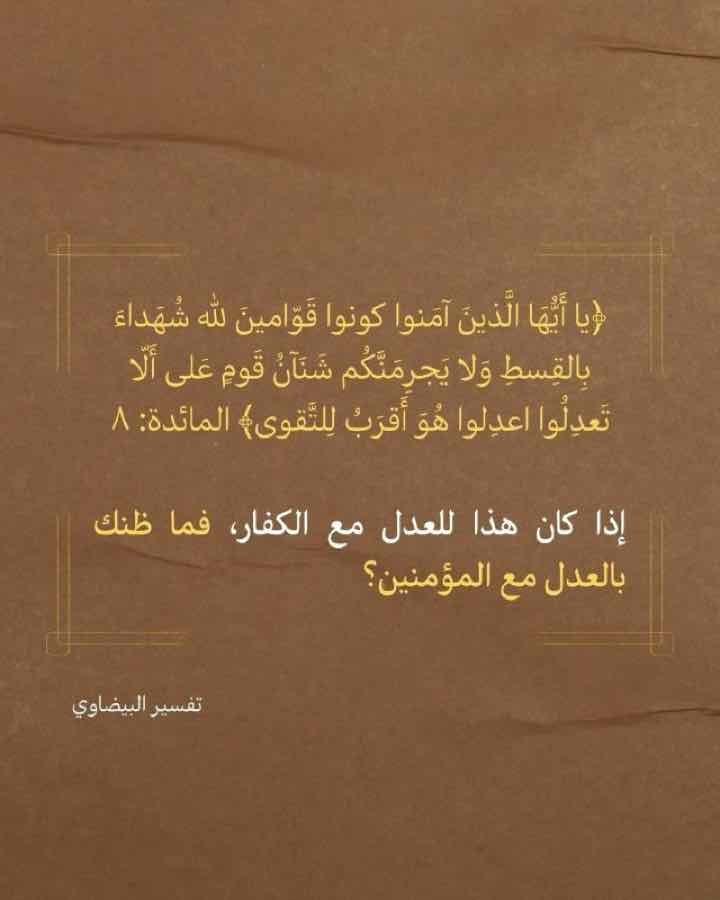 ﴿يا أَيُّهَا الَّذينَ آمَنوا كونوا قَوّامينَ لله شُهَداءَ
بِالقِسطِ وَلا يَجرِمَنَّكُم شَنَآنُ قَومٍ عَلى أَلّا
تَعدِلُوا اعدِلوا هُوَ أَقرَبُ لِلتَّقوى﴾ المائدة: ٨
إذا كان هذا للعدل مع الكفار، فما ظنك
بالعدل مع المؤمنين؟
تفسير البيضاوي